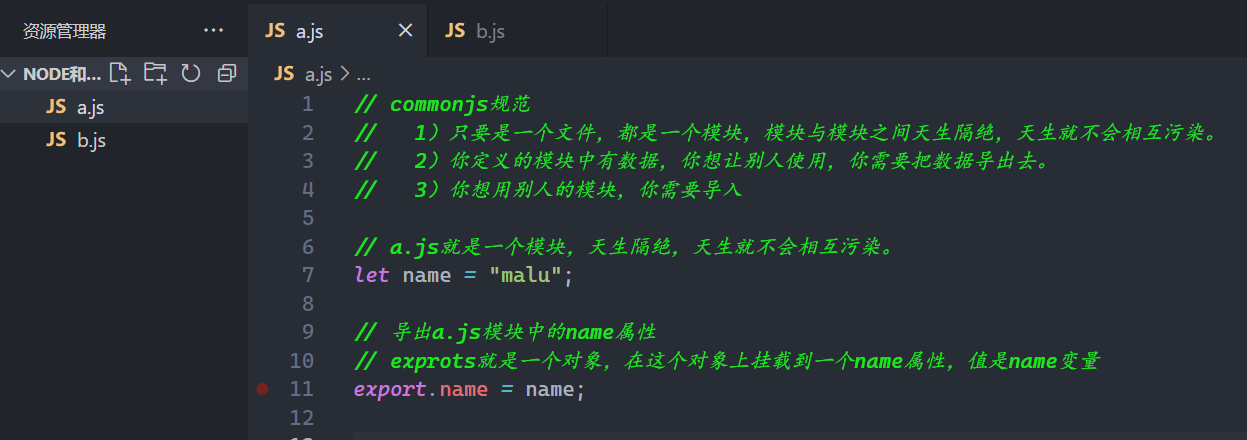 资源管理器 ...
JS a.js × JS b.js
NODE和...
JS a.js
JS b.js
JS a.js > ...
1 // commonjs规范
2 //   1）只要是一个文件，都是一个模块，模块与模块之间天生隔绝，天生就不会相互污染。
3 //   2）你定义的模块中有数据，你想让别人使用，你需要把数据导出去。
4 //   3）你想用别人的模块，你需要导入
5
6 // a.js就是一个模块，天生隔绝，天生就不会相互污染。
7 let name = "malu";
8
9 // 导出a.js模块中的name属性
10 // exprots就是一个对象，在这个对象上挂载到一个name属性，值是name变量
11 export.name = name;
12